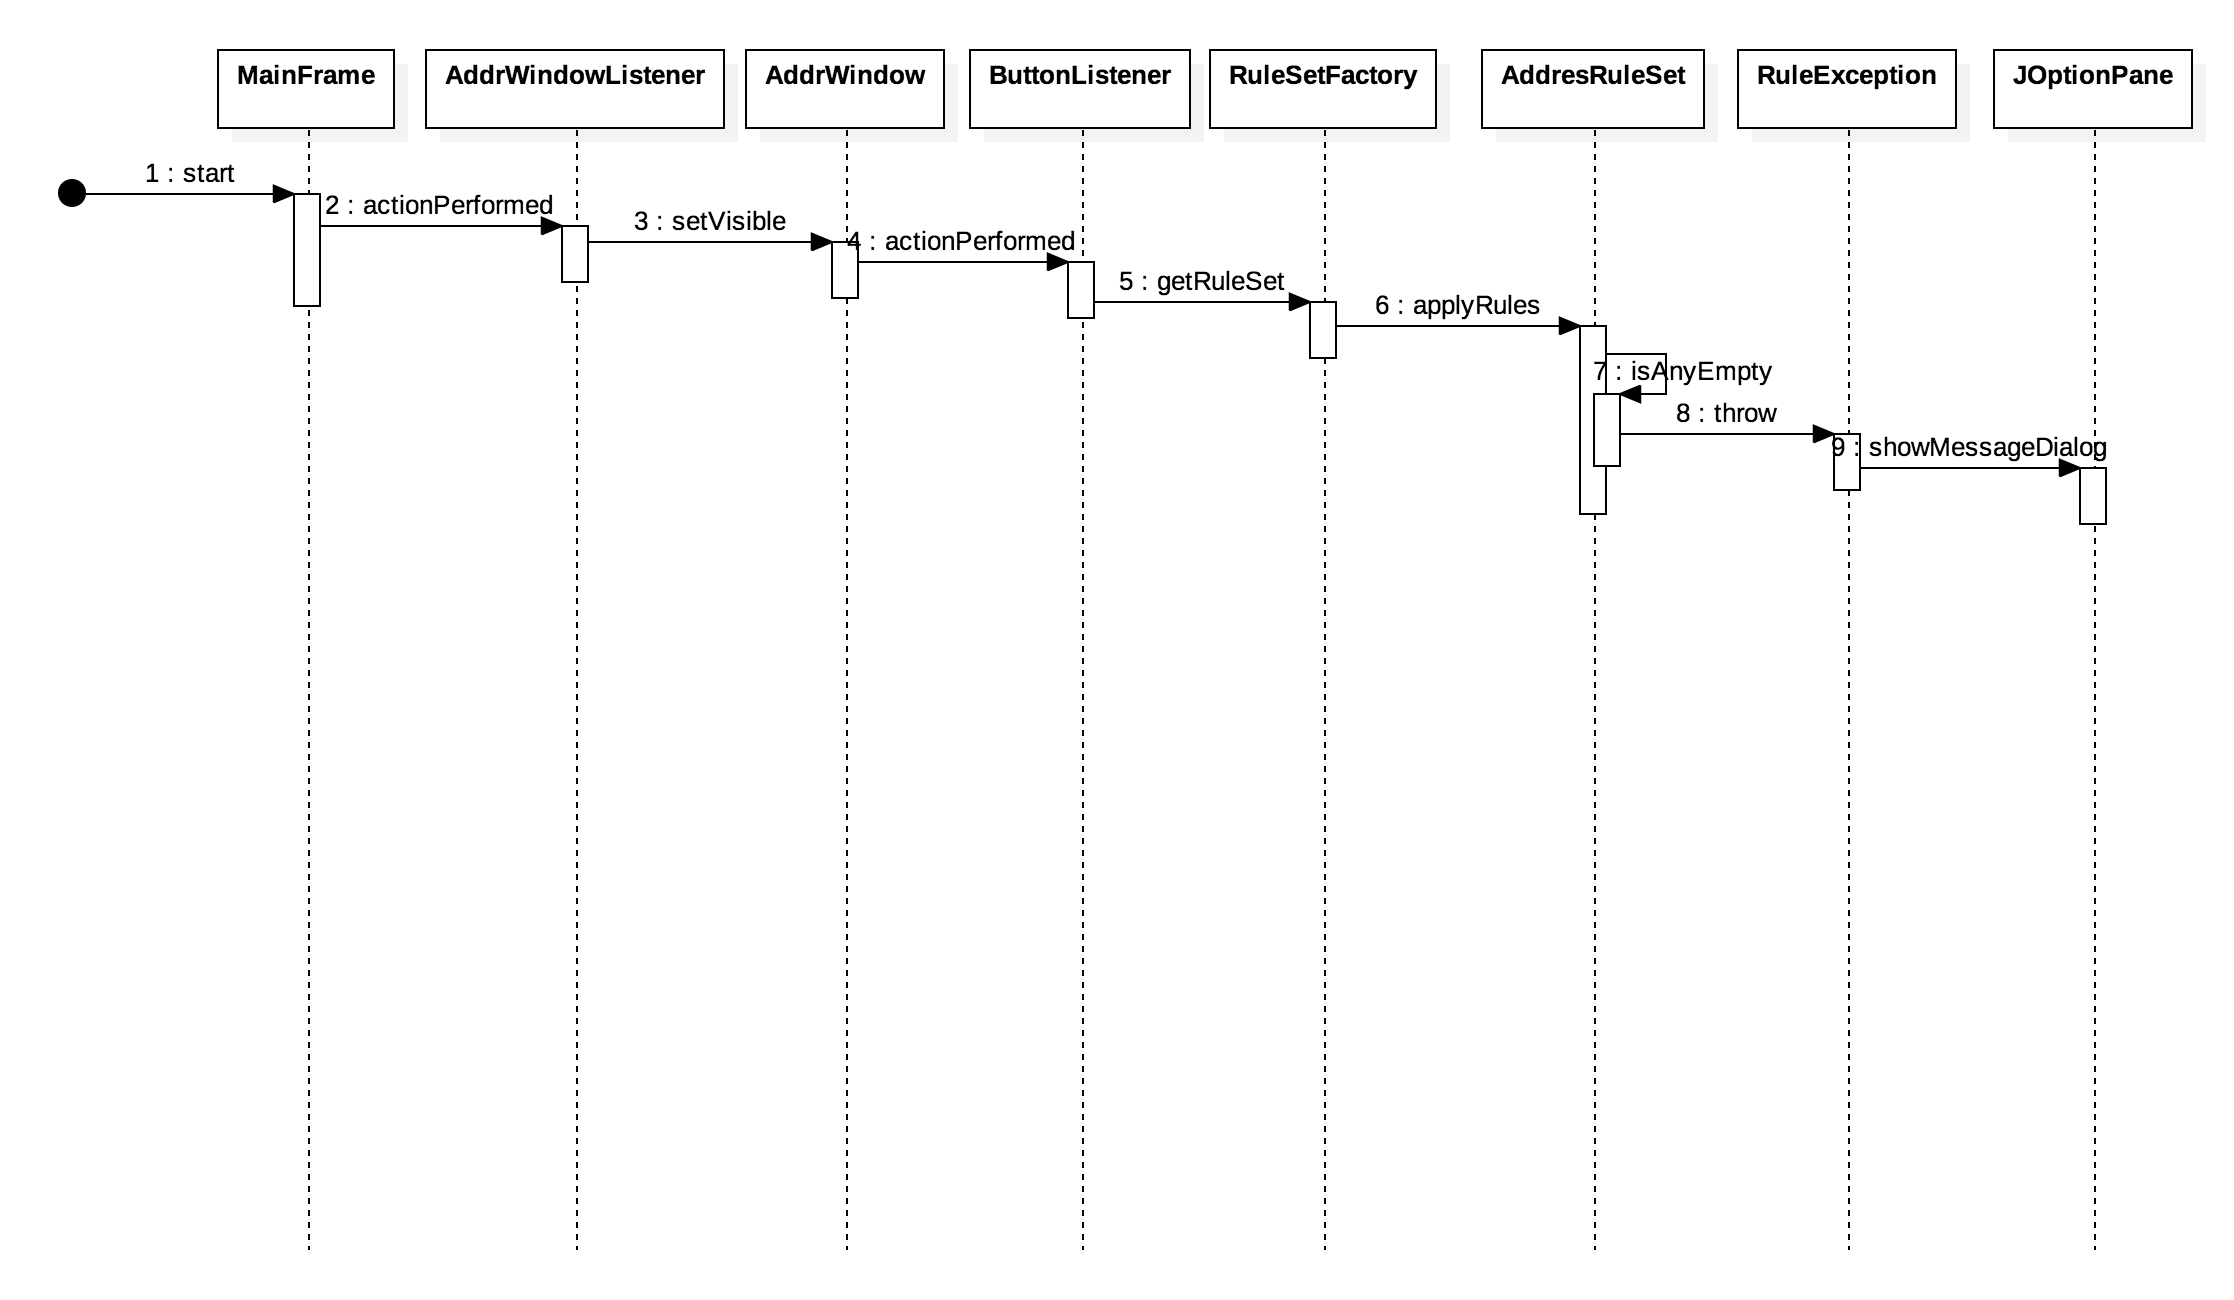 MainFrame
AddrWindowListener
AddrWindow
ButtonListener
RuleSetFactory
AddresRuleSet
RuleException
JOptionPane
1 : start
2 : actionPerformed
3 : setVisible
4 : actionPerformed
5 : getRuleSet
6 : applyRules
7 : isAnyEmpty
8 : throw
9 : showMessageDialog